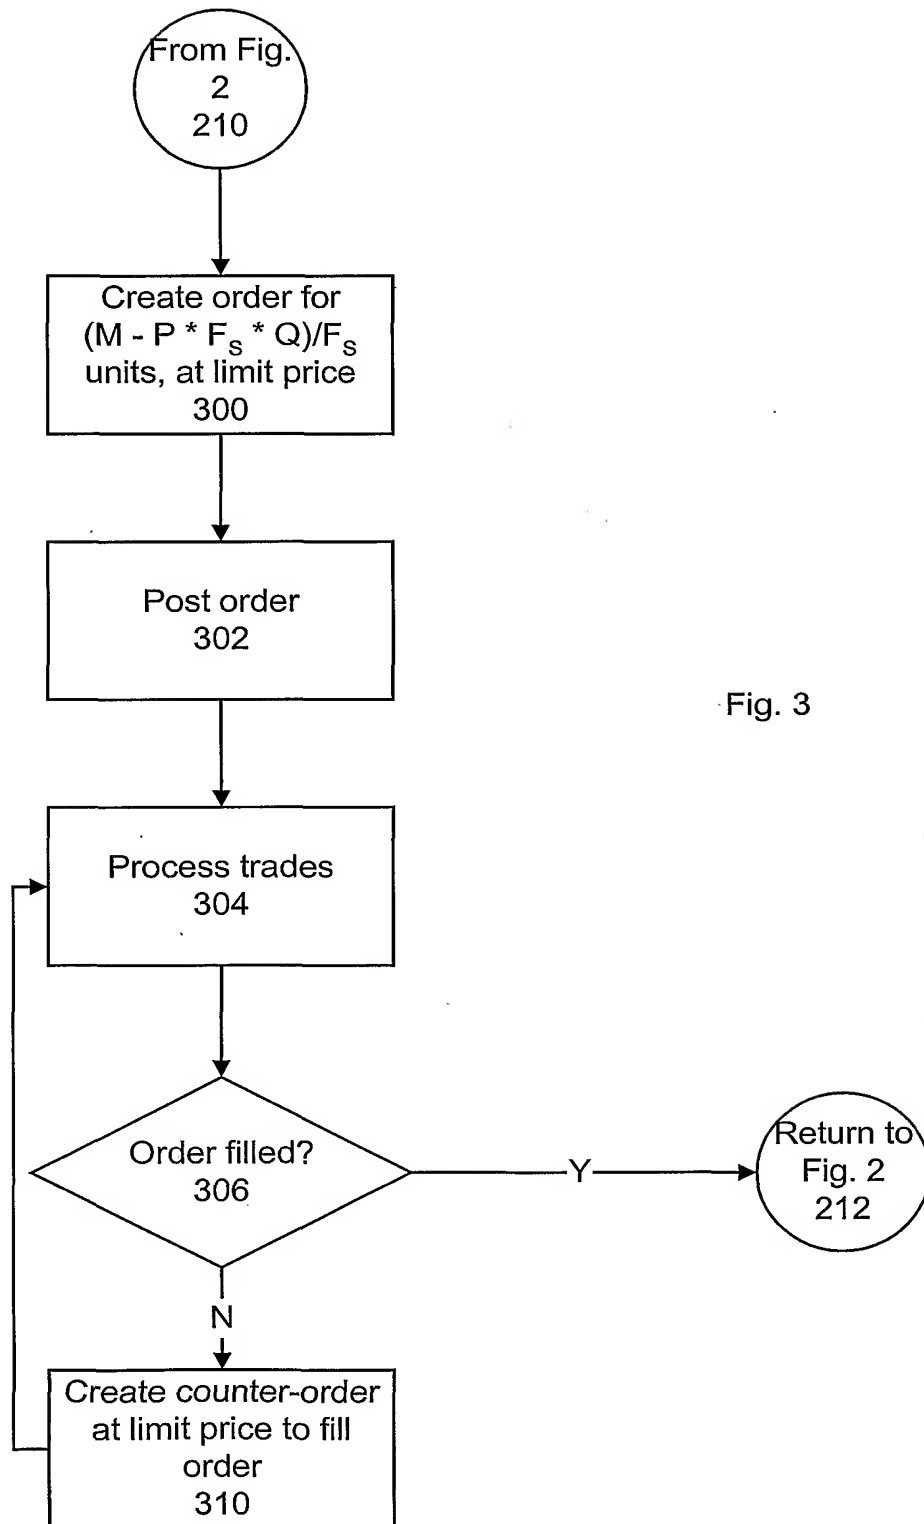 From Fig.
2
210
Create order for
(M - P * F_s * Q)/F_s
units, at limit price
300
Post order
302
Fig. 3
Process trades
304
Order filled?
306
Y
Return to
Fig. 2
212
N
Create counter-order
at limit price to fill
order
310